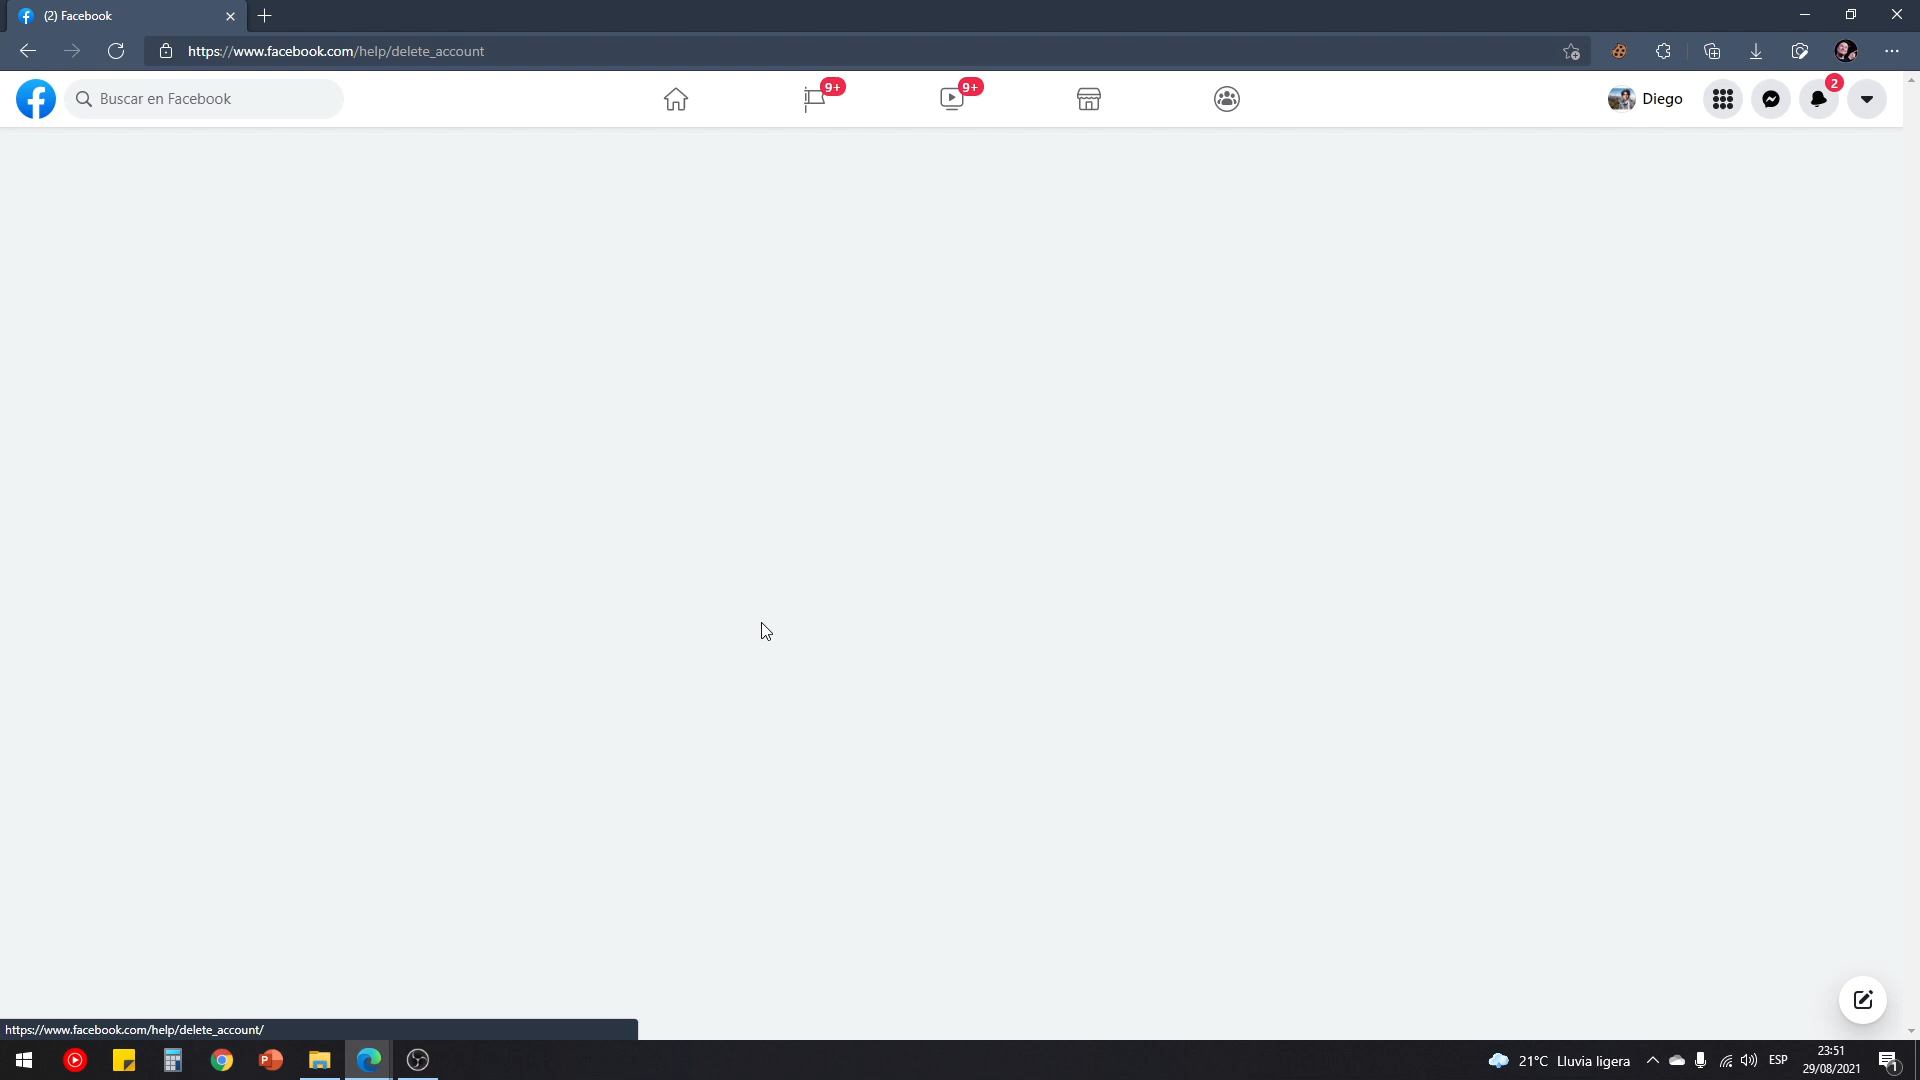 (2) Facebook
https://www.facebook.com/help/delete_account
Buscar en Facebook
9+
9+
Diego
2
https://www.facebook.com/help/delete_account/
21°C Lluvia ligera
ESP
23:51
29/08/2021
1